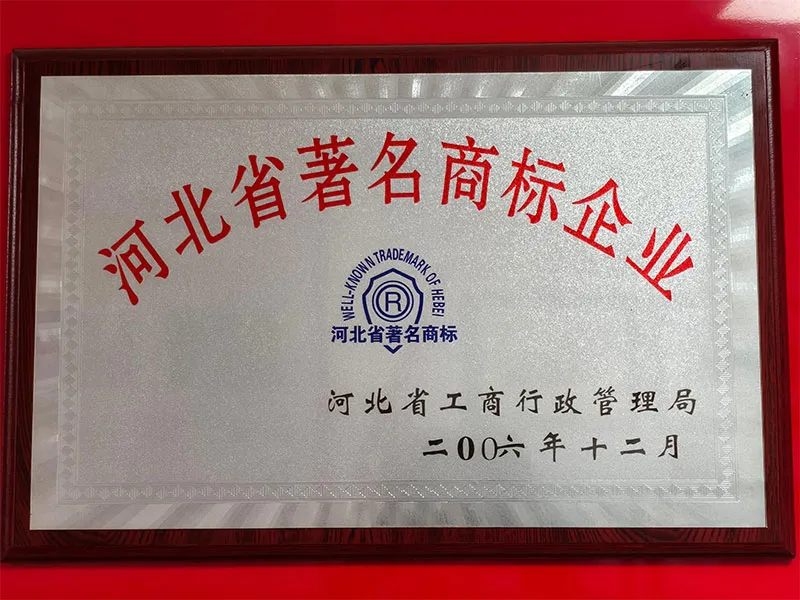 河北省著名商标企业
WELL-KNOWN TRADEMARK OF HEBEI
R
河北省著名商标
河北省工商行政管理局
二00六年十二月